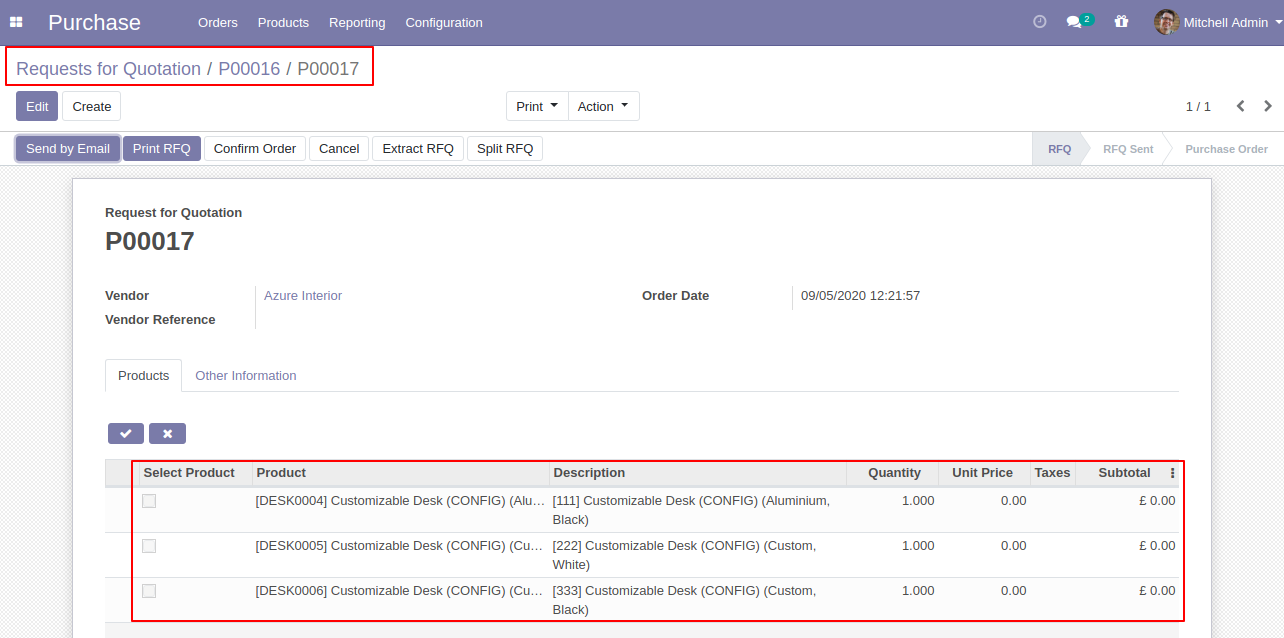 Purchase Orders Products Reporting Configuration 2 Mitchell Admin
Requests for Quotation / P00016 / P00017
Edit Create Print Action 1 / 1
Send by Email Print RFQ Confirm Order Cancel Extract RFQ Split RFQ RFQ RFQ Sent Purchase Order
Request for Quotation
P00017
Vendor Azure Interior Order Date 09/05/2020 12:21:57
Vendor Reference
Products Other Information
Select Product Product Description Quantity Unit Price Taxes Subtotal
[DESK0004] Customizable Desk (CONFIG) (Alu… [111] Customizable Desk (CONFIG) (Aluminium, 1.000 0.00 £ 0.00
Black)
[DESK0005] Customizable Desk (CONFIG) (Cu… [222] Customizable Desk (CONFIG) (Custom, 1.000 0.00 £ 0.00
White)
[DESK0006] Customizable Desk (CONFIG) (Cu… [333] Customizable Desk (CONFIG) (Custom, 1.000 0.00 £ 0.00
Black)